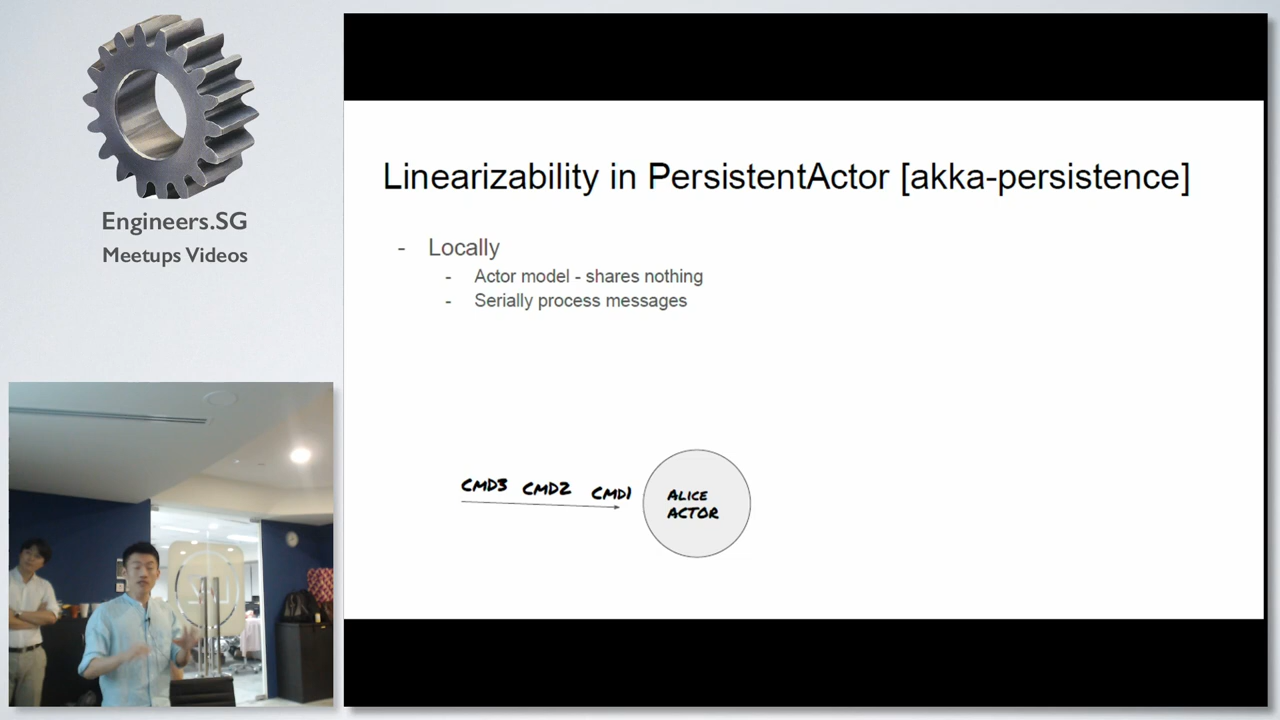 Engineers.SG
Meetups Videos
Linearizability in PersistentActor [akka-persistence]
- Locally
- Actor model - shares nothing
- Serially process messages
CMD3 CMD2 CMD1
ALICE
ACTOR